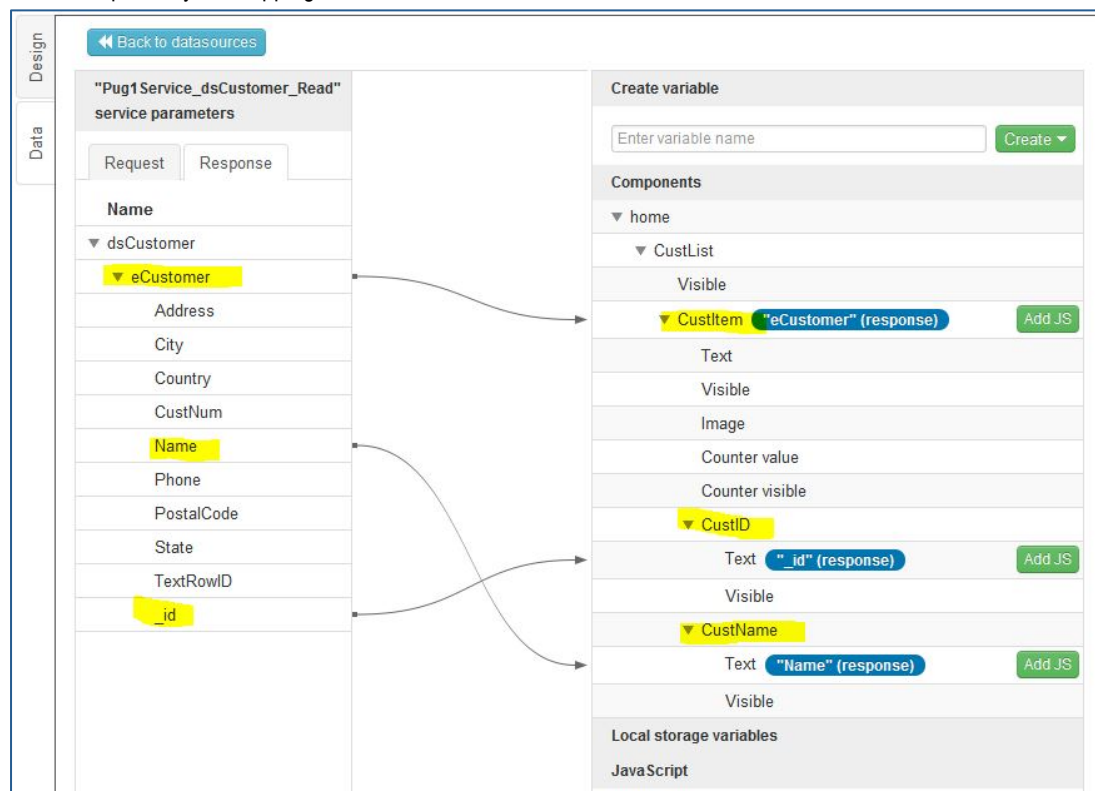 Design
Data
Back to datasources
"Pug1Service_dsCustomer_Read"
service parameters
Request Response
Name
dsCustomer
eCustomer
Address
City
Country
CustNum
Name
Phone
PostalCode
State
TextRowID
_id
Create variable
Enter variable name Create
Components
home
CustList
Visible
CustItem "eCustomer" (response) Add JS
Text
Visible
Image
Counter value
Counter visible
CustID
Text "_id" (response) Add JS
Visible
CustName
Text "Name" (response) Add JS
Visible
Local storage variables
JavaScript